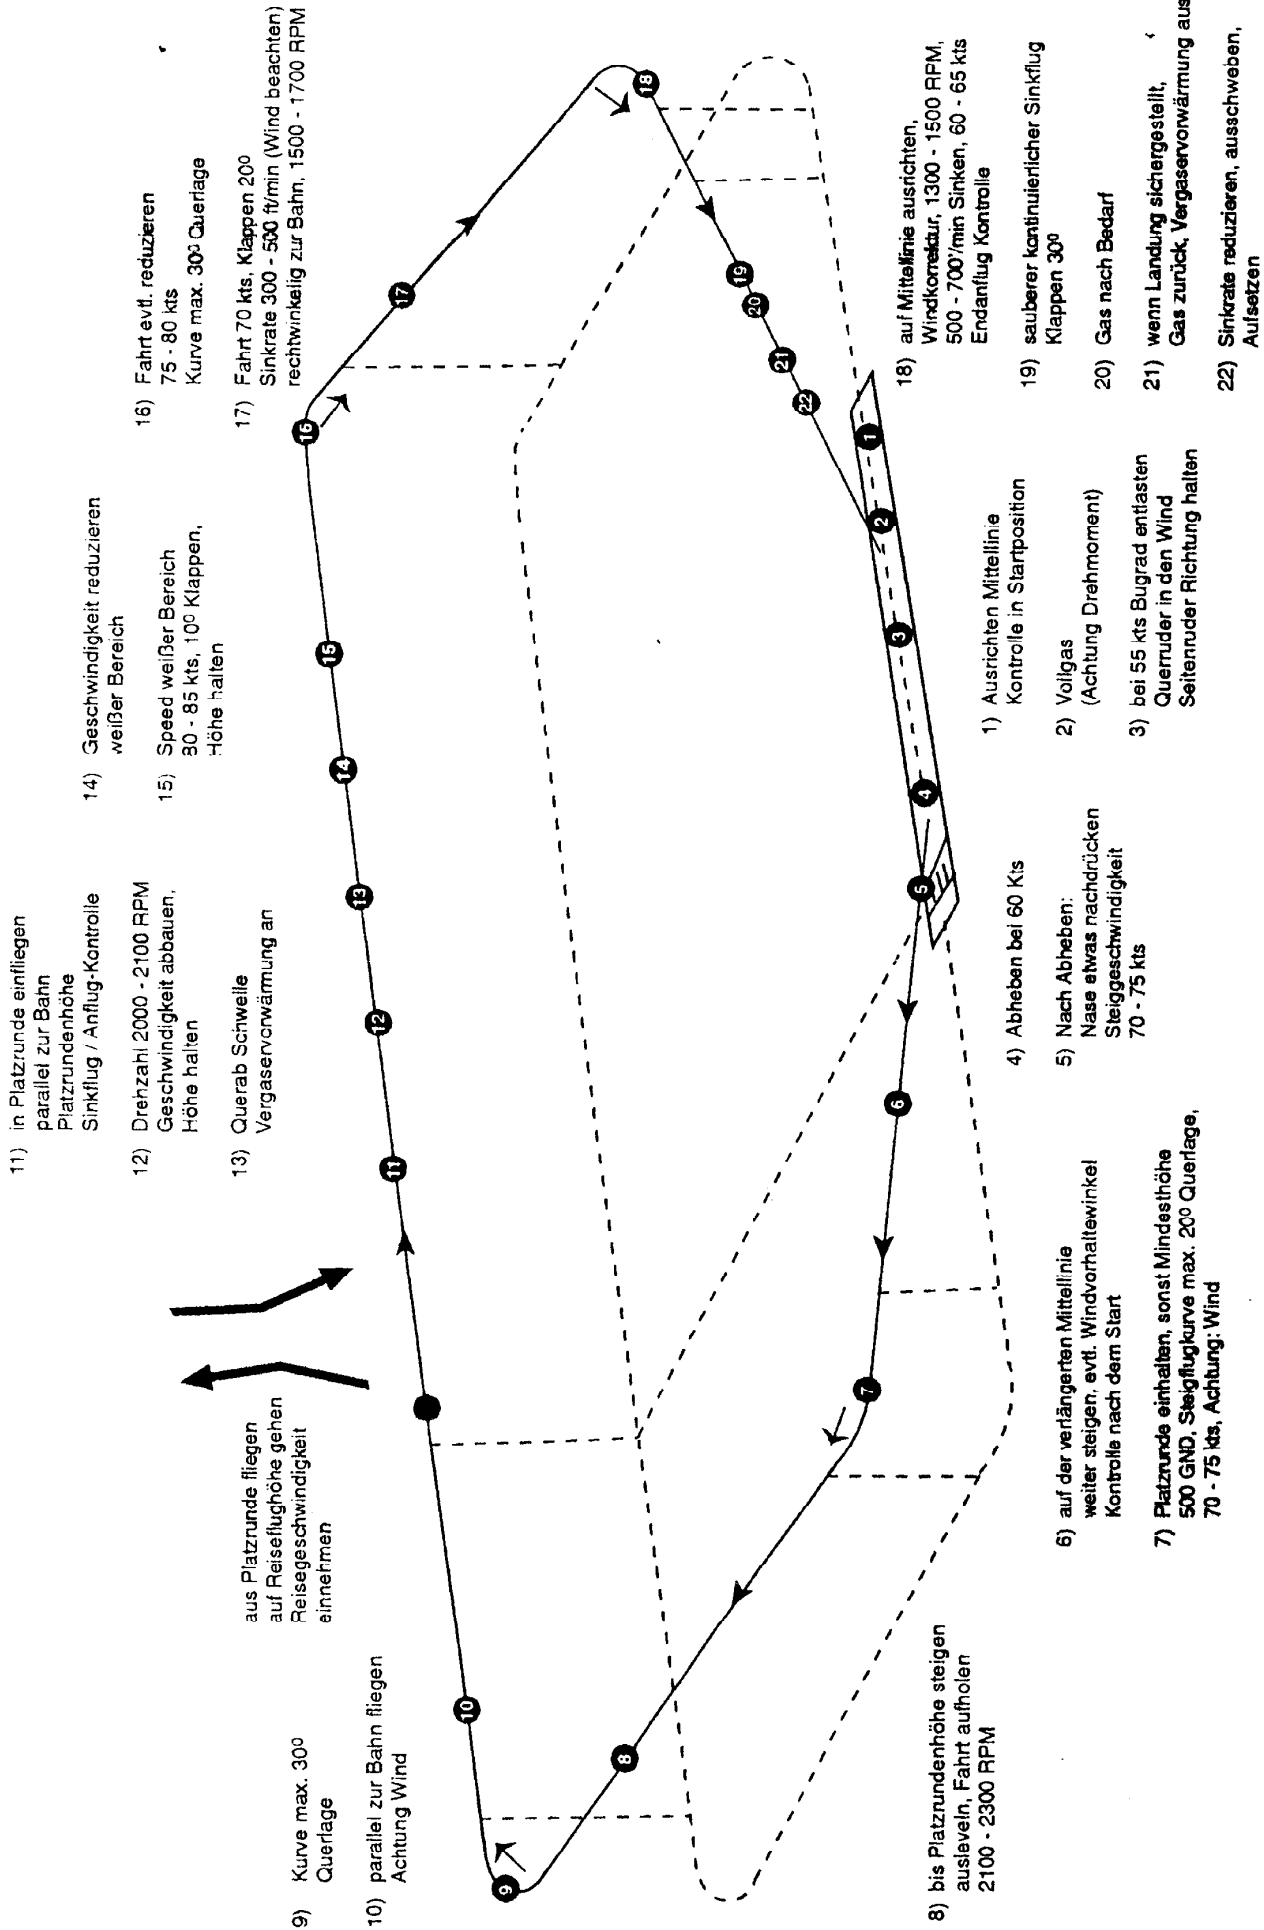 11) in Platzrunde einfliegen
parallel zur Bahn
Platzrundenhöhe
Sinkflug / Anflug-Kontrolle
12) Drehzahl 2000 - 2100 RPM
Geschwindigkeit abbauen,
Höhe halten
13) Querab Schwelle
Vergaservorwärmung an
14) Geschwindigkeit reduzieren
weißer Bereich
15) Speed weißer Bereich
80 - 85 kts, 10⁰ Klappen,
Höhe halten
16) Fahrt evtl. reduzieren
75 - 80 kts
Kurve max. 30⁰ Querlage
17) Fahrt 70 kts, Klappen 20⁰
Sinkrate 300 - 500 ft/min (Wind beachten)
rechtwinkelig zur Bahn, 1500 - 1700 RPM
aus Platzrunde fliegen
auf Reiseflughöhe gehen
Reisegeschwindigkeit
einnehmen
9) Kurve max. 30⁰
Querlage
10) parallel zur Bahn fliegen
Achtung Wind
9
10
11
12
13
14
15
16
17
18
8
7
6
5
4
3
2
1
19
20
21
22
8) bis Platzrundenhöhe steigen
ausleveln, Fahrt aufholen
2100 - 2300 RPM
6) auf der verlängerten Mittellinie
weiter steigen, evtl. Windvorhaltewinkel
Kontrolle nach dem Start
7) Platzrunde einhalten, sonst Mindesthöhe
500 GND, Steigflugkurve max. 20⁰ Querlage,
70 - 75 kts, Achtung: Wind
4) Abheben bei 60 Kts
5) Nach Abheben:
Nase etwas nachdrücken
Steiggeschwindigkeit
70 - 75 kts
1) Ausrichten Mittellinie
Kontrolle in Startposition
2) Vollgas
(Achtung Drehmoment)
3) bei 55 kts Bugrad entlasten
Querruder in den Wind
Seitenruder Richtung halten
18) auf Mittellinie ausrichten,
Windkorrektur, 1300 - 1500 RPM,
500 - 700'/min Sinken, 60 - 65 kts
Endanflug Kontrolle
19) sauberer kontinuierlicher Sinkflug
Klappen 30⁰
20) Gas nach Bedarf
21) wenn Landung sichergestellt,
Gas zurück, Vergaservorwärmung aus
22) Sinkrate reduzieren, ausschweben,
Aufsetzen